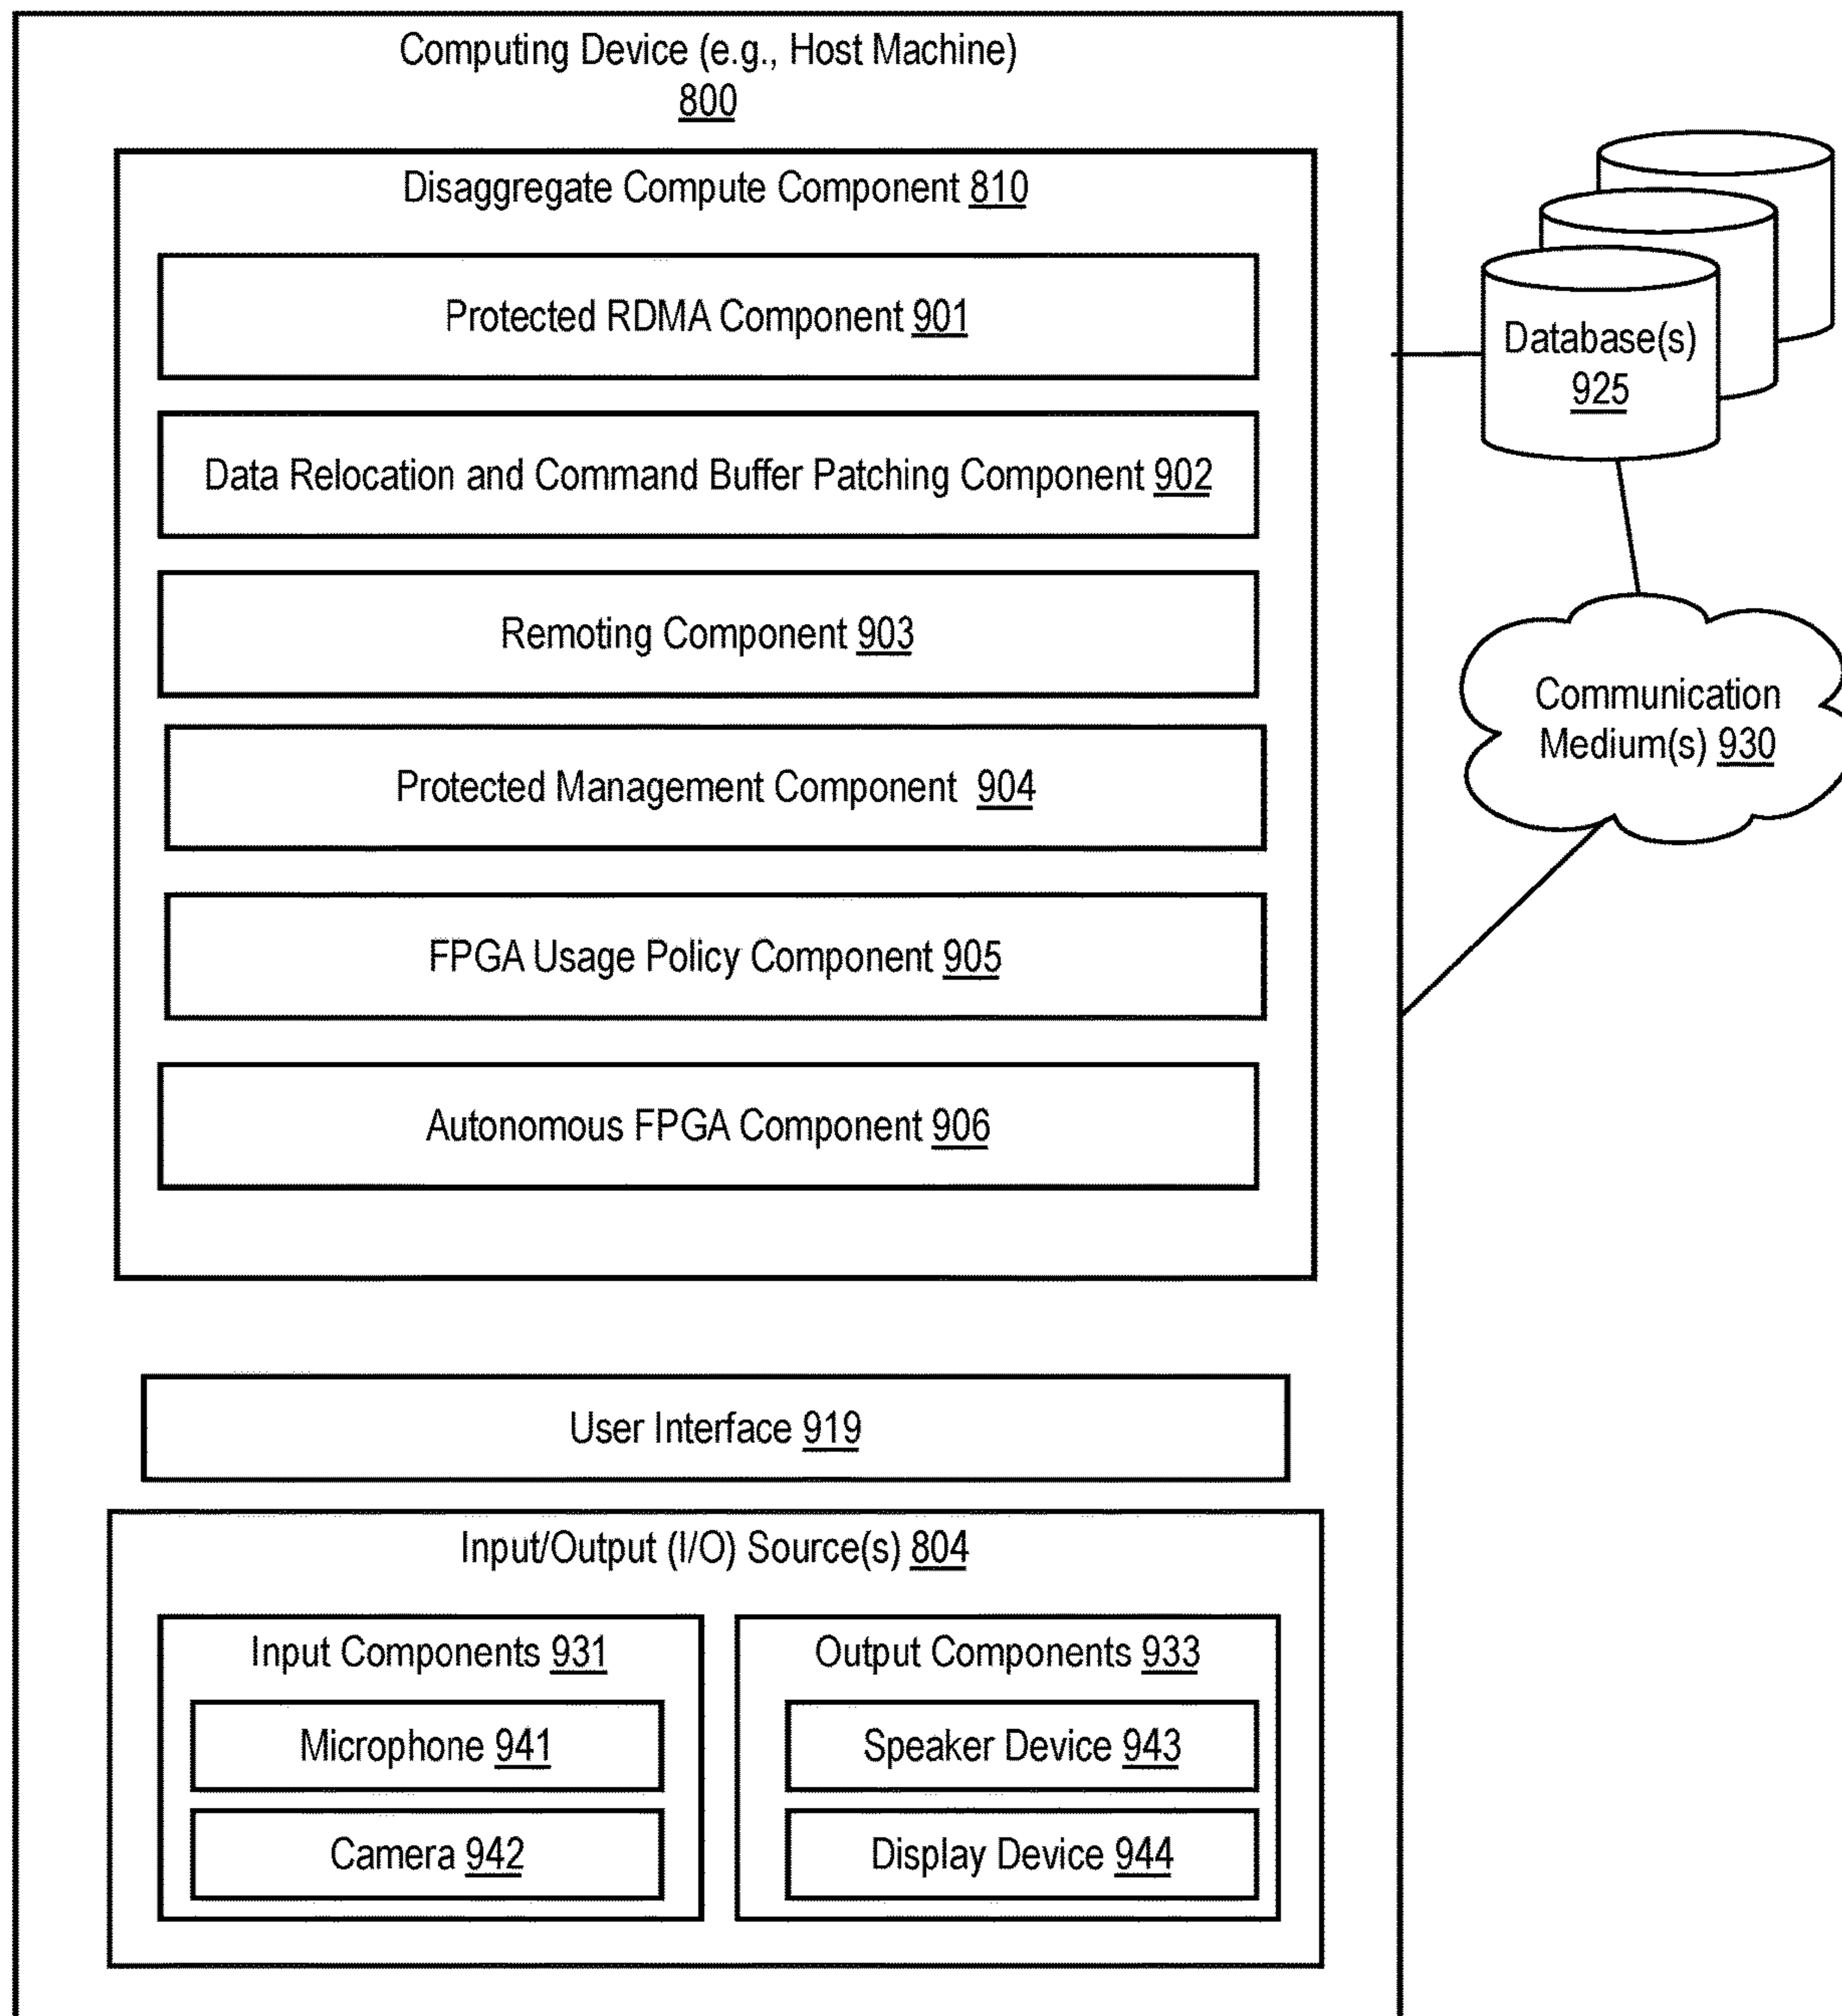 Computing Device (e.g., Host Machine)
800
Disaggregate Compute Component 810
Protected RDMA Component 901
Data Relocation and Command Buffer Patching Component 902
Remoting Component 903
Protected Management Component 904
FPGA Usage Policy Component 905
Autonomous FPGA Component 906
User Interface 919
Input/Output (I/O) Source(s) 804
Input Components 931
Microphone 941
Camera 942
Output Components 933
Speaker Device 943
Display Device 944
Database(s)
925
Communication
Medium(s) 930